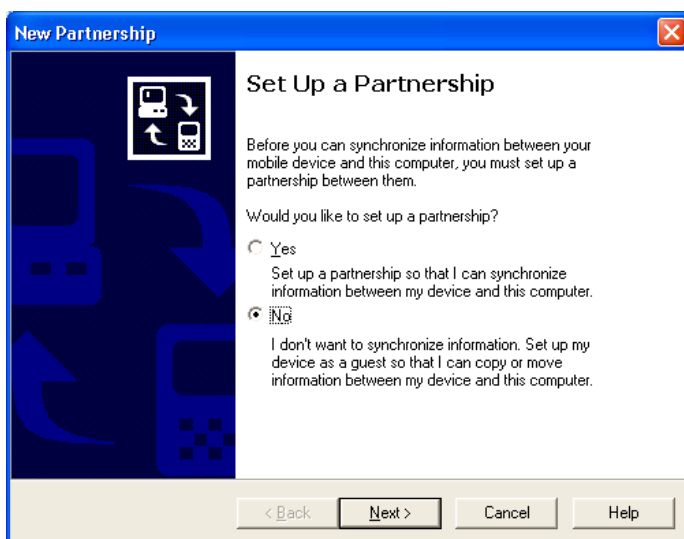 New Partnership
Set Up a Partnership
Before you can synchronize information between your
mobile device and this computer, you must set up a
partnership between them.
Would you like to set up a partnership?
Yes
Set up a partnership so that I can synchronize
information between my device and this computer.
No
I don't want to synchronize information. Set up my
device as a guest so that I can copy or move
information between my device and this computer.
< Back
Next >
Cancel
Help